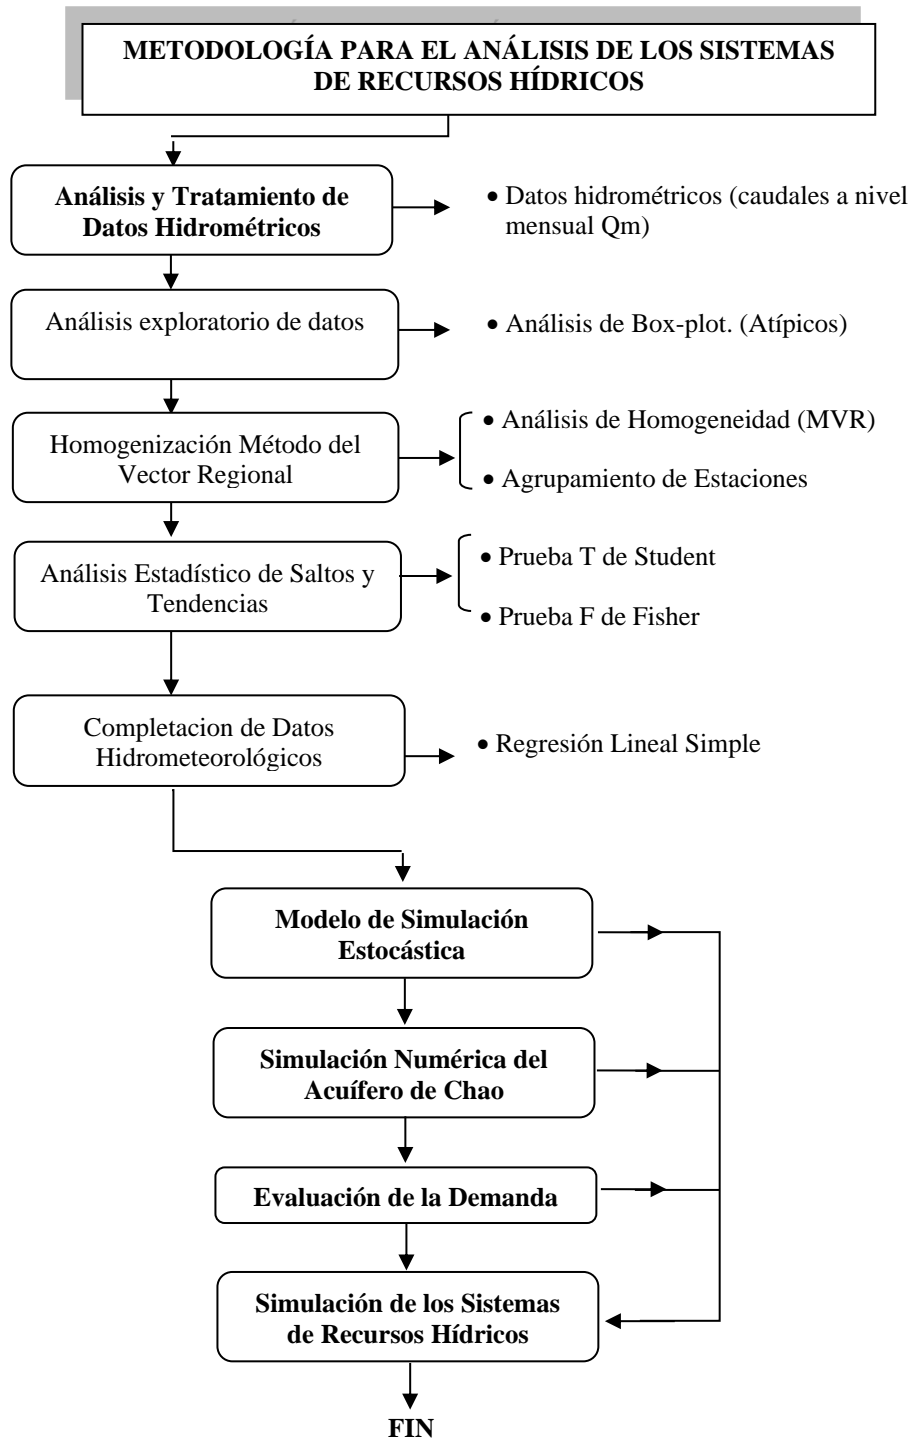 METODOLOGÍA PARA EL ANÁLISIS DE LOS SISTEMAS
DE RECURSOS HÍDRICOS
Análisis y Tratamiento de
Datos Hidrométricos
• Datos hidrométricos (caudales a nivel
mensual Qm)
Análisis exploratorio de datos
• Análisis de Box-plot. (Atípicos)
Homogenización Método del
Vector Regional
• Análisis de Homogeneidad (MVR)
• Agrupamiento de Estaciones
Análisis Estadístico de Saltos y
Tendencias
• Prueba T de Student
• Prueba F de Fisher
Completacion de Datos
Hidrometeorológicos
• Regresión Lineal Simple
Modelo de Simulación
Estocástica
Simulación Numérica del
Acuífero de Chao
Evaluación de la Demanda
Simulación de los Sistemas
de Recursos Hídricos
FIN